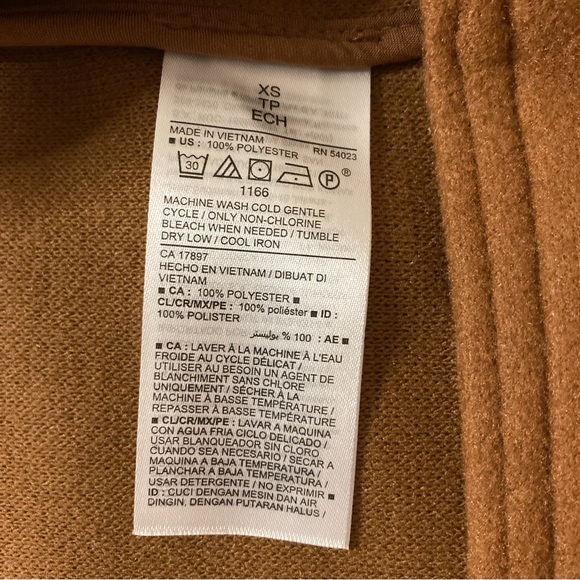 XS
TP
ECH
MADE IN VIETNAM RN 54023
■ US : 100% POLYESTER
30 P ®
1166
MACHINE WASH COLD GENTLE
CYCLE / ONLY NON-CHLORINE
BLEACH WHEN NEEDED / TUMBLE
DRY LOW / COOL IRON
CA 17897
HECHO EN VIETNAM / DIBUAT DI
VIETNAM
■ CA : 100% POLYESTER ■
CL/CR/MX/PE : 100% poliéster ■ ID :
100% POLISTER
■ AE : 100 % بوليستر
■ CA : LAVER À LA MACHINE À L'EAU
FROIDE AU CYCLE DÉLICAT /
UTILISER AU BESOIN UN AGENT DE
BLANCHIMENT SANS CHLORE
UNIQUEMENT / SÉCHER À LA
MACHINE À BASSE TEMPÉRATURE /
REPASSER À BASSE TEMPÉRATURE
■ CL/CR/MX/PE : LAVAR A MAQUINA
CON AGUA FRIA CICLO DELICADO /
USAR BLANQUEADOR SIN CLORO
CUANDO SEA NECESARIO / SECAR A
MAQUINA A BAJA TEMPERATURA /
PLANCHAR A BAJA TEMPERATURA /
USAR DETERGENTE / NO EXPRIMIR ■
ID : CUCI DENGAN MESIN DAN AIR
DINGIN, DENGAN PUTARAN HALUS /